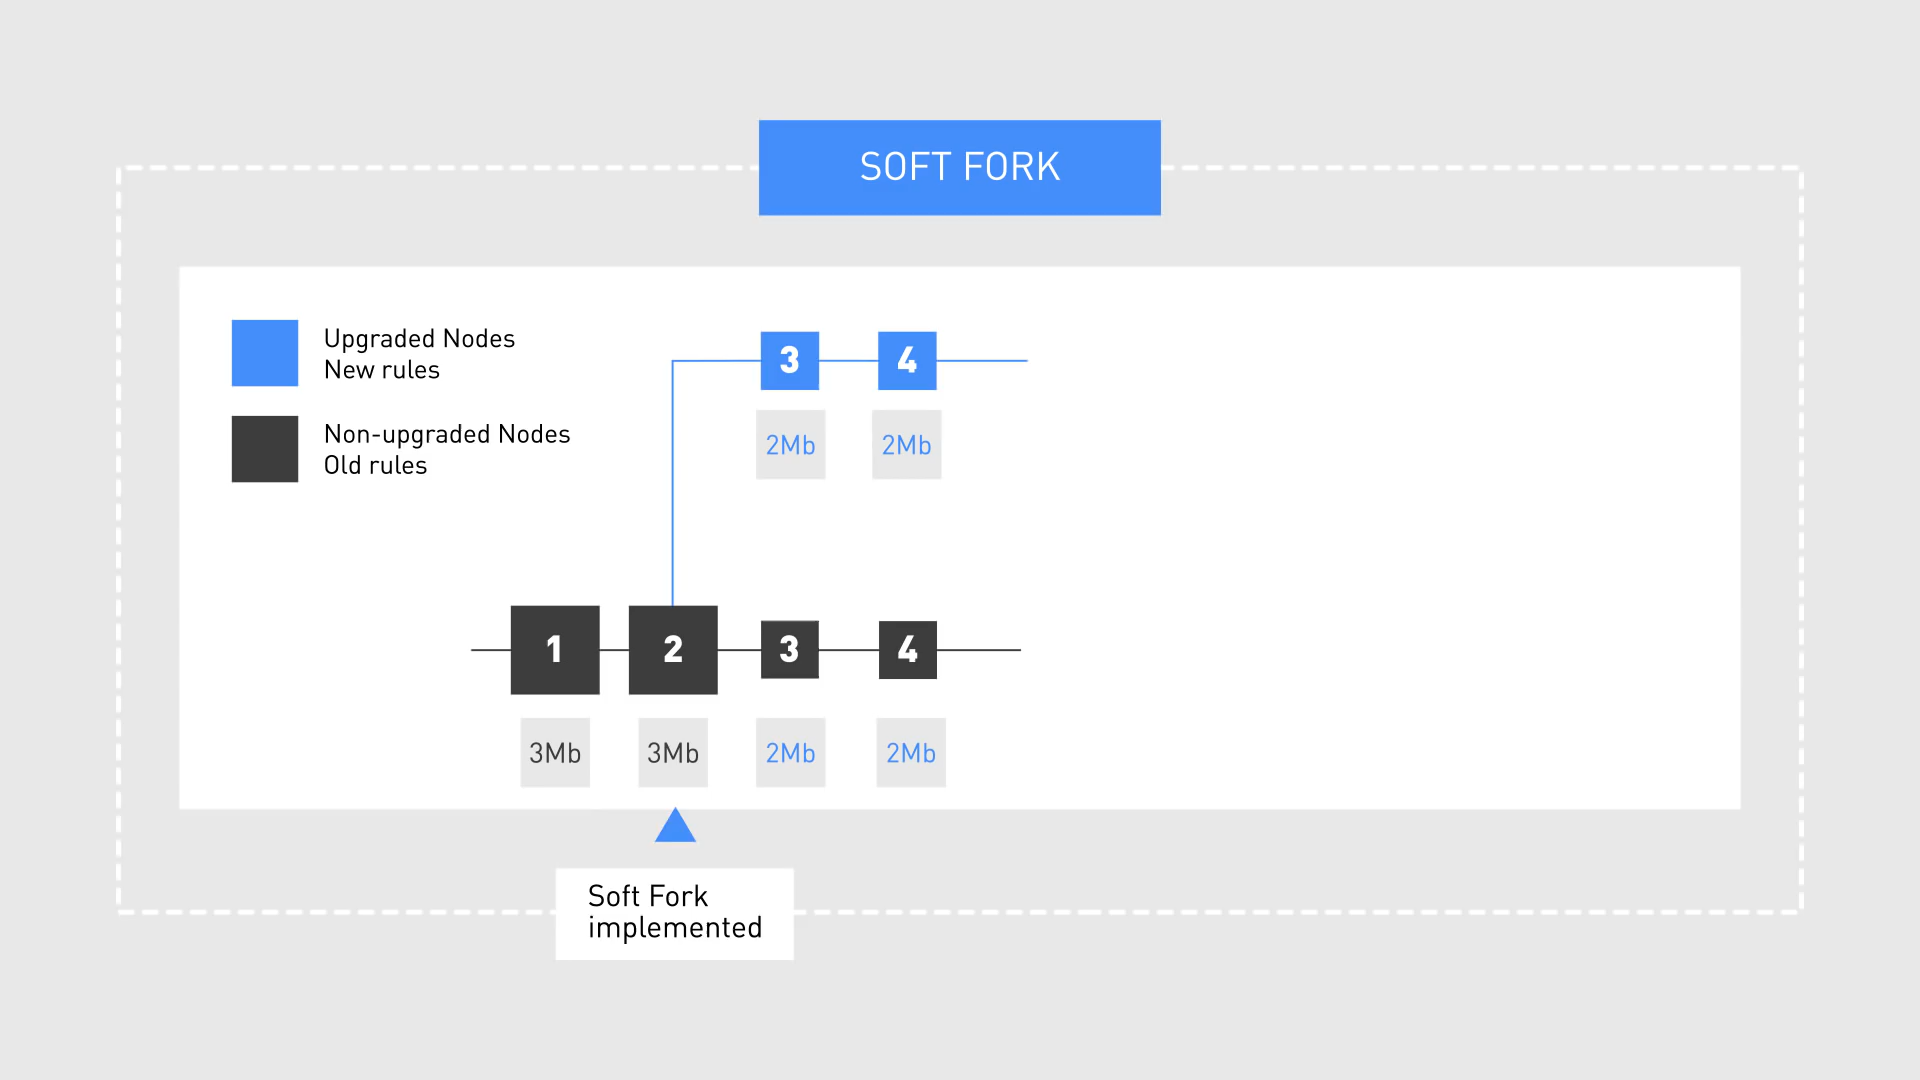 SOFT FORK
Upgraded Nodes
New rules
Non-upgraded Nodes
Old rules
3 4
2Mb 2Mb
1 2 3 4
3Mb 3Mb 2Mb 2Mb
Soft Fork
implemented